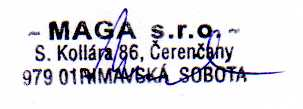 - MAGA s.r.o. -
S. Kollára 86, Čerenčany
979 01 RIMAVSKÁ SOBOTA